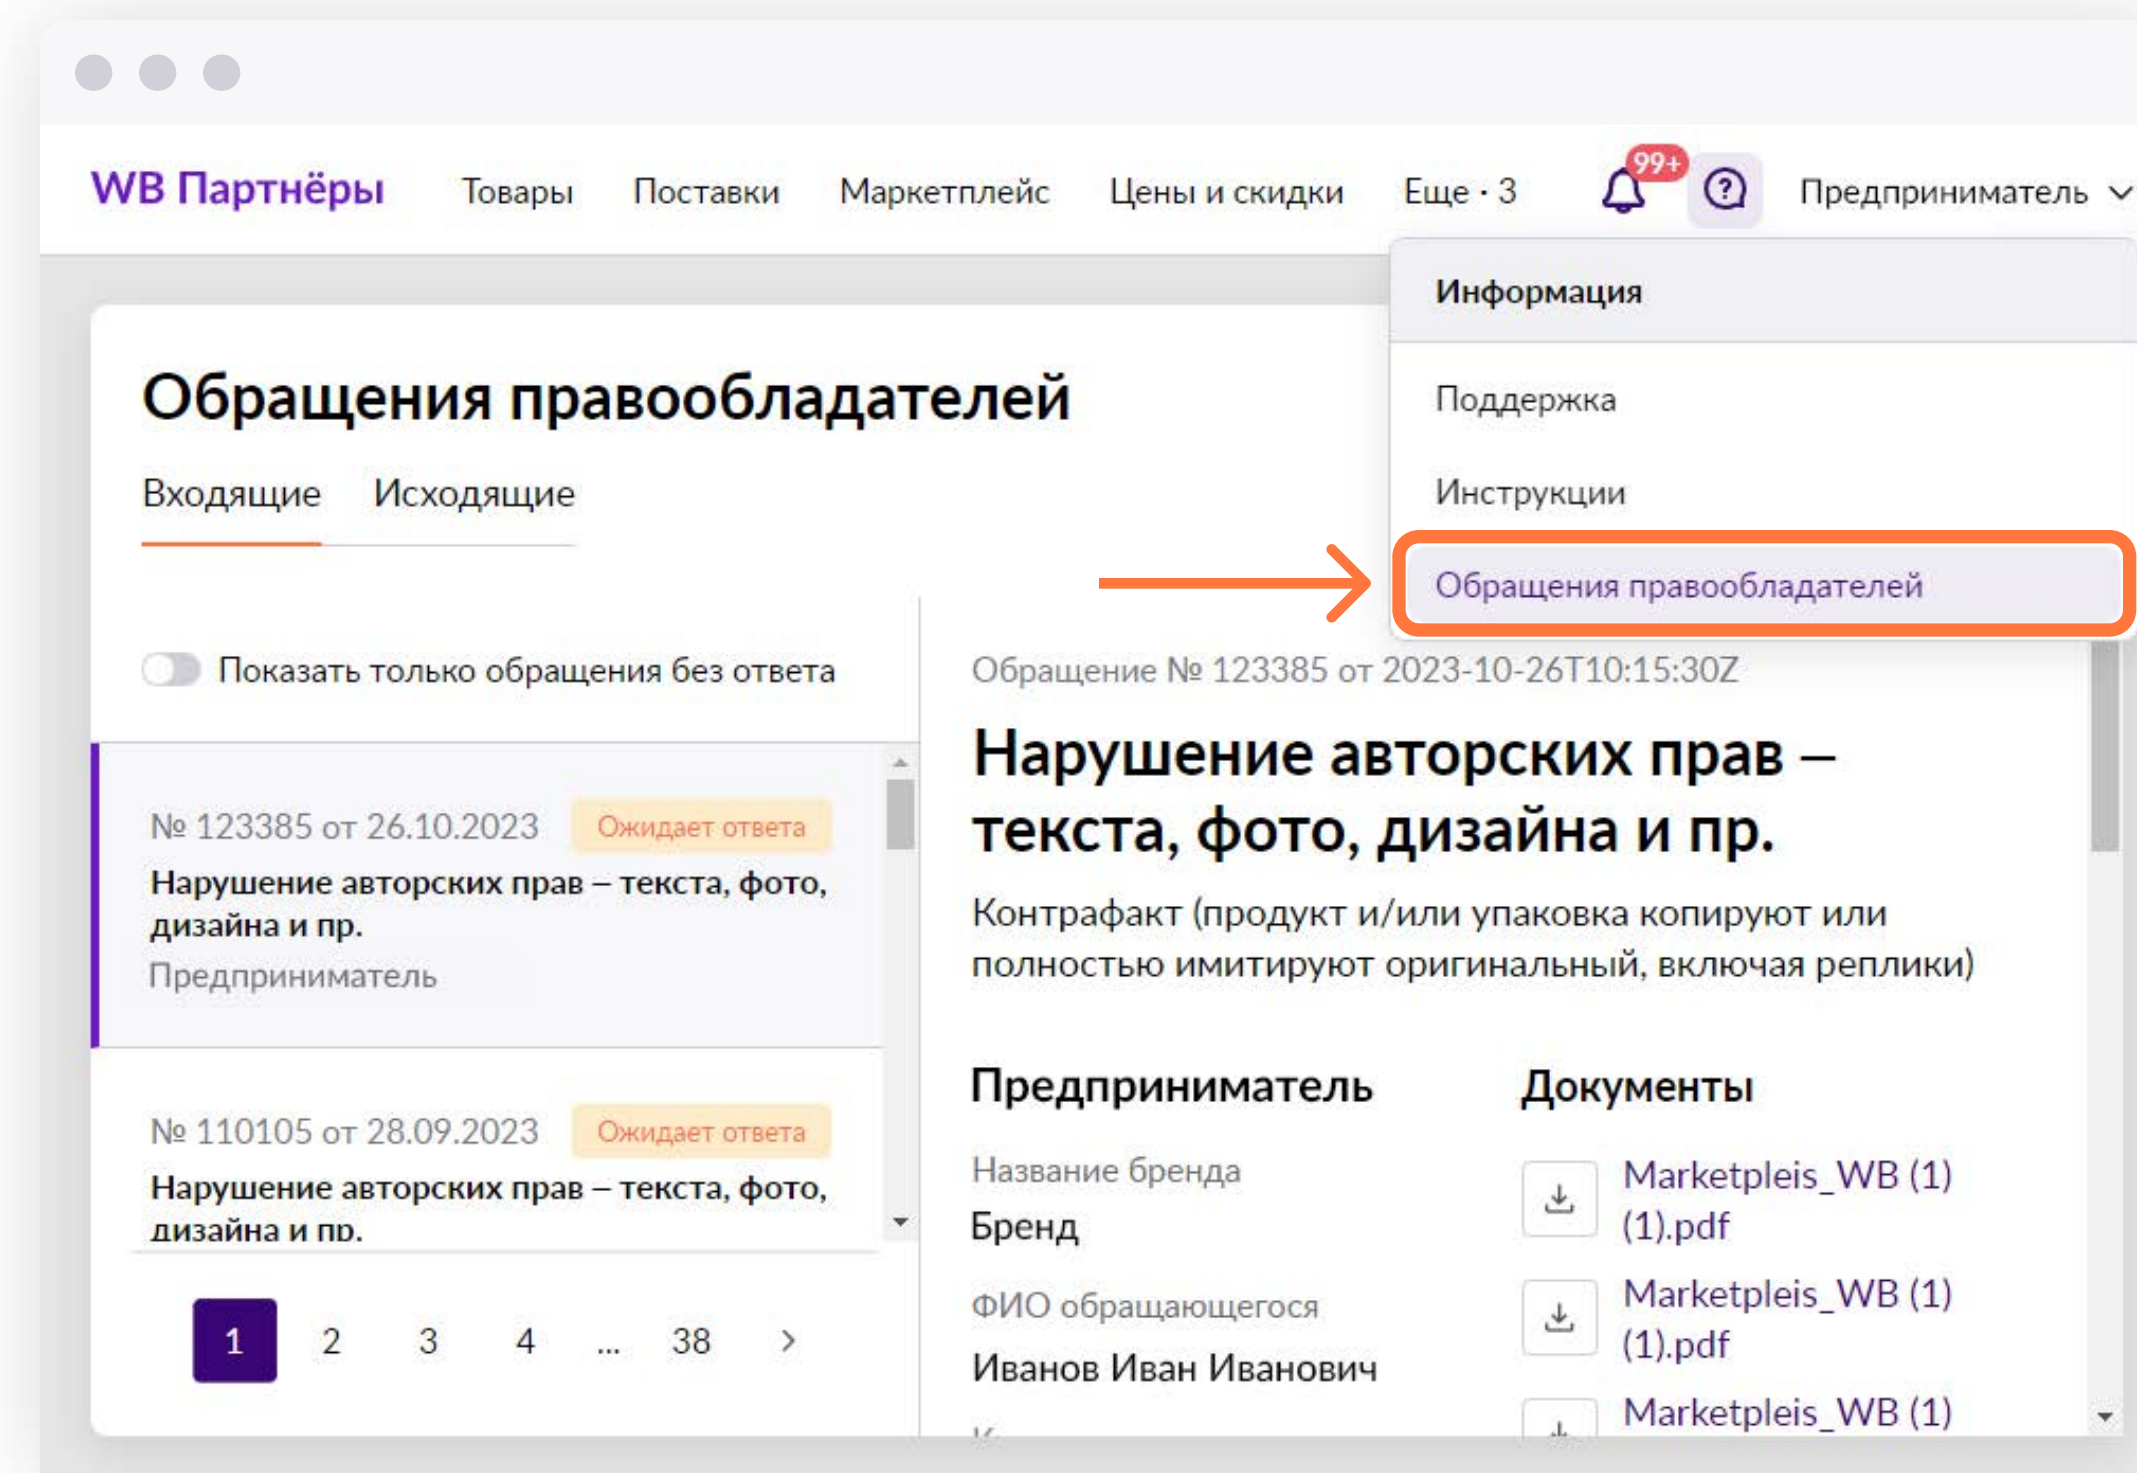 WB Партнёры Товары Поставки Маркетплейс Цены и скидки Еще · 3 99+ Предприниматель
Информация
Поддержка
Инструкции
Обращения правообладателей
Обращения правообладателей
Входящие Исходящие
Показать только обращения без ответа
№ 123385 от 26.10.2023 Ожидает ответа
Нарушение авторских прав – текста, фото,
дизайна и пр.
Предприниматель
№ 110105 от 28.09.2023 Ожидает ответа
Нарушение авторских прав – текста, фото,
дизайна и пр.
1 2 3 4 ... 38 >
Обращение № 123385 от 2023-10-26T10:15:30Z
Нарушение авторских прав –
текста, фото, дизайна и пр.
Контрафакт (продукт и/или упаковка копируют или
полностью имитируют оригинальный, включая реплики)
Предприниматель
Название бренда
Бренд
ФИО обращающегося
Иванов Иван Иванович
Документы
Marketpleis_WB (1)
(1).pdf
Marketpleis_WB (1)
(1).pdf
Marketpleis_WB (1)